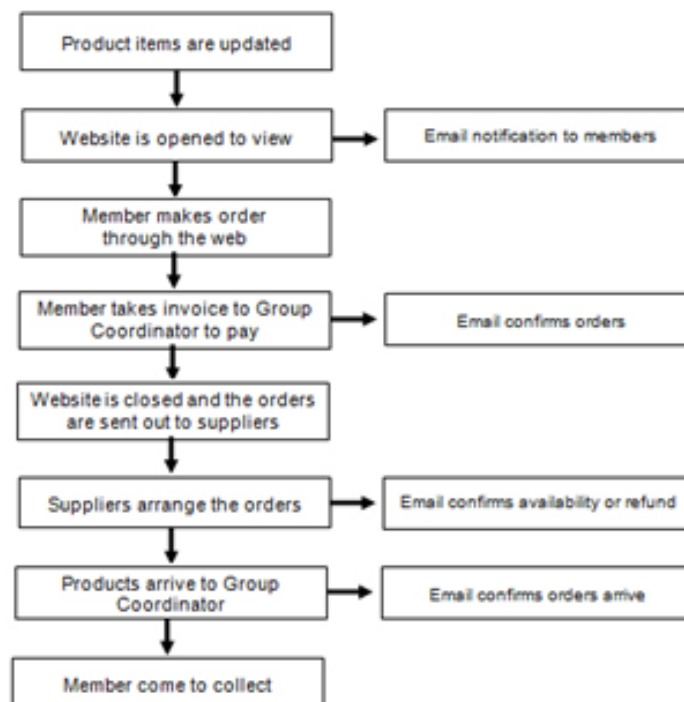 Product items are updated
Website is opened to view
Email notification to members
Member makes order
through the web
Member takes invoice to Group
Coordinator to pay
Email confirms orders
Website is closed and the orders
are sent out to suppliers
Suppliers arrange the orders
Email confirms availability or refund
Products arrive to Group
Coordinator
Email confirms orders arrive
Member come to collect